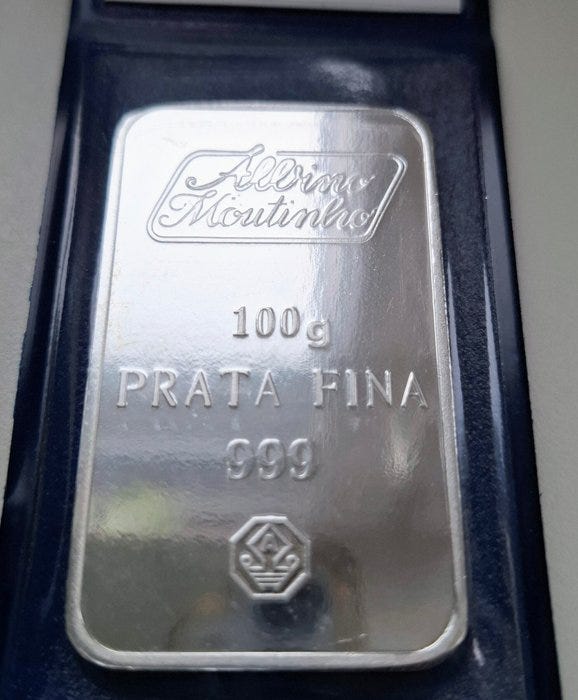 Albino
Moutinho
100g
PRATA FINA
999
A